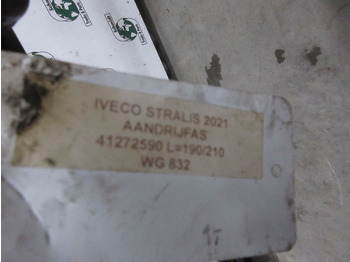 IVECO STRALIS 2021
AANDRIJFAS
41272590 L=190/210
WG 832